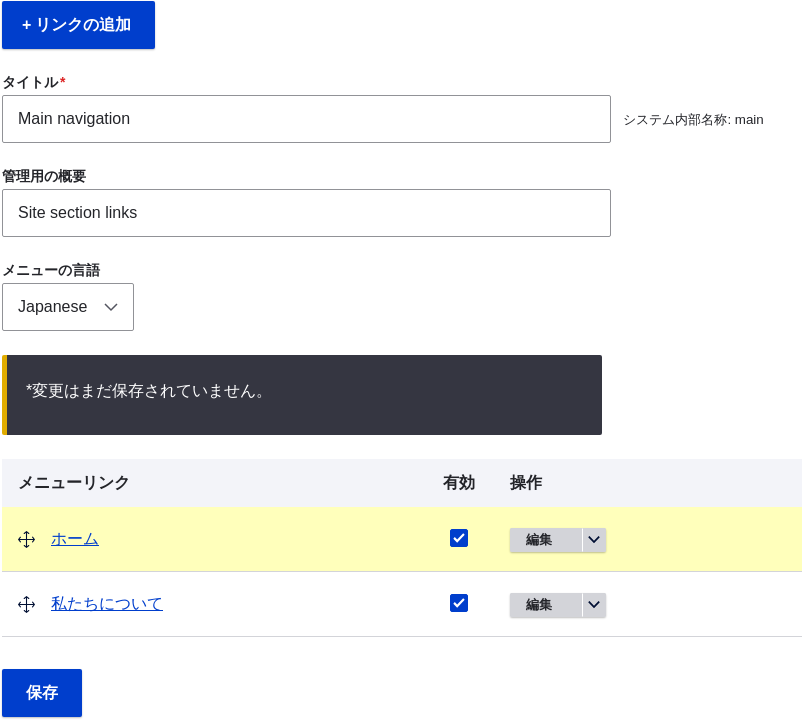 + リンクの追加
タイトル*
Main navigation
システム内部名称: main
管理用の概要
Site section links
メニューの言語
Japanese
*変更はまだ保存されていません。
メニューリンク 有効 操作
ホーム 編集
私たちについて 編集
保存